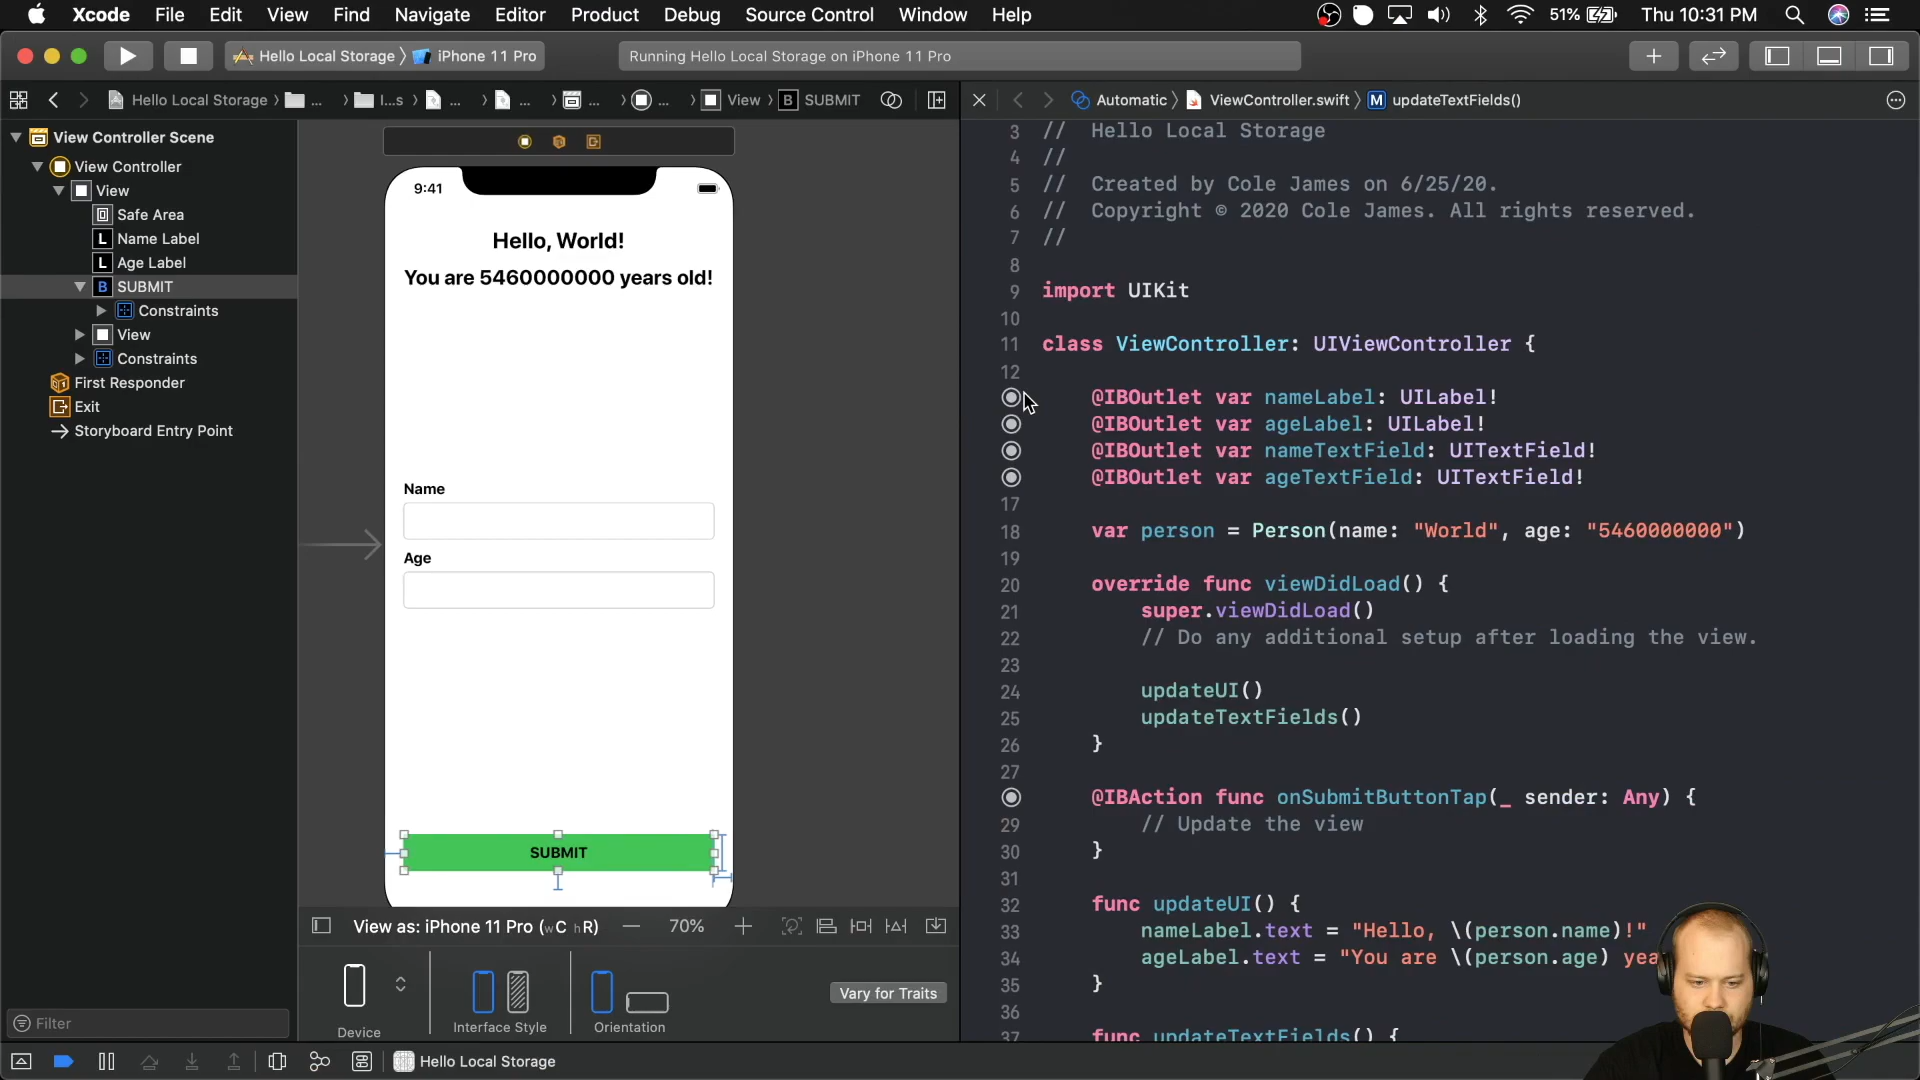 Xcode File Edit View Find Navigate Editor Product Debug Source Control Window Help 51% Thu 10:31 PM
Hello Local Storage iPhone 11 Pro Running Hello Local Storage on iPhone 11 Pro
Hello Local Storage ... I...s ... ... ... ... View B SUBMIT
Automatic ViewController.swift M updateTextFields()
View Controller Scene
View Controller
View
Safe Area
L Name Label
L Age Label
B SUBMIT
Constraints
View
Constraints
First Responder
Exit
Storyboard Entry Point
Filter
9:41
Hello, World!
You are 5460000000 years old!
Name
Age
SUBMIT
View as: iPhone 11 Pro (wC hR) 70%
Device
Interface Style
Orientation
Vary for Traits
3 // Hello Local Storage
4 //
5 // Created by Cole James on 6/25/20.
6 // Copyright © 2020 Cole James. All rights reserved.
7 //
8
9 import UIKit
10
11 class ViewController: UIViewController {
12
@IBOutlet var nameLabel: UILabel!
@IBOutlet var ageLabel: UILabel!
@IBOutlet var nameTextField: UITextField!
@IBOutlet var ageTextField: UITextField!
17
18 var person = Person(name: "World", age: "5460000000")
19
20 override func viewDidLoad() {
21 super.viewDidLoad()
22 // Do any additional setup after loading the view.
23
24 updateUI()
25 updateTextFields()
26 }
27
@IBAction func onSubmitButtonTap(_ sender: Any) {
29 // Update the view
30 }
31
32 func updateUI() {
33 nameLabel.text = "Hello, \(person.name)!"
34 ageLabel.text = "You are \(person.age) yea
35 }
36
37 func updateTextFields() {
Hello Local Storage